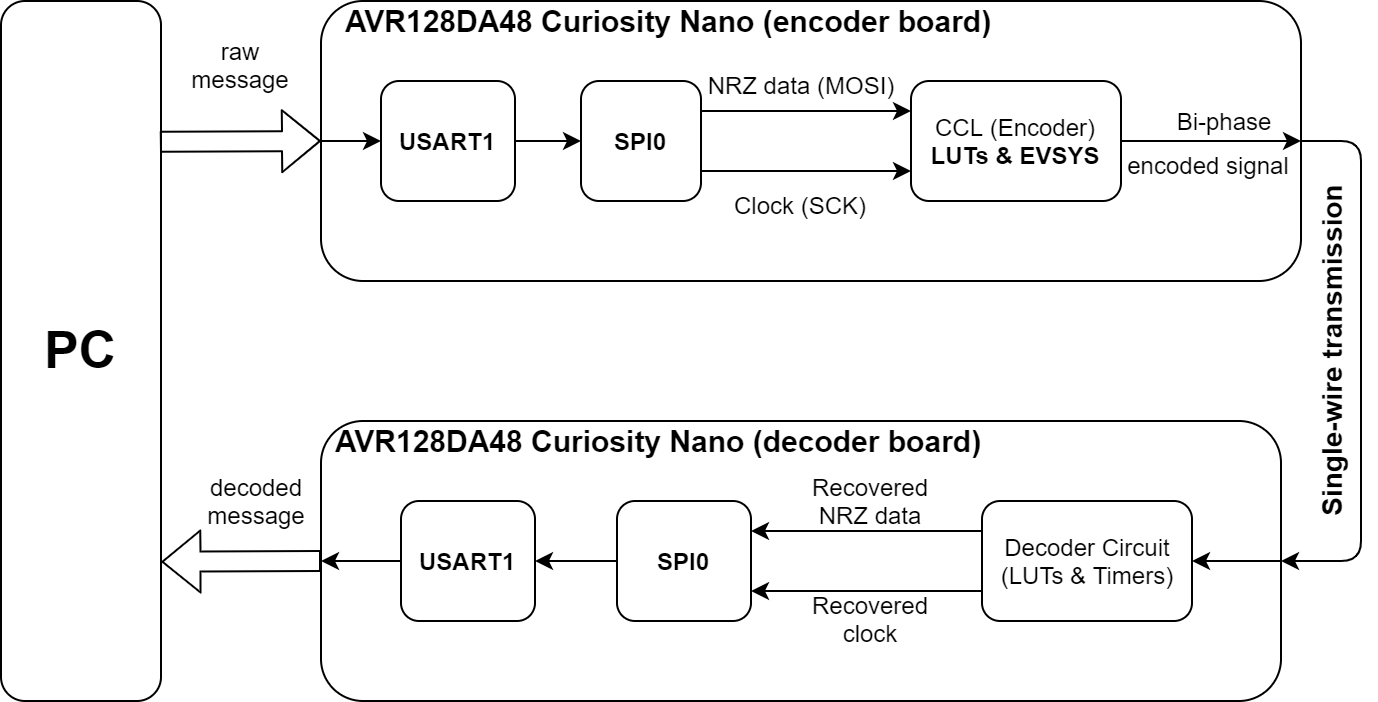 AVR128DA48 Curiosity Nano (encoder board)
raw
message
USART1
SPI0
NRZ data (MOSI)
Clock (SCK)
CCL (Encoder)
LUTs & EVSYS
Bi-phase
encoded signal
Single-wire transmission
PC
AVR128DA48 Curiosity Nano (decoder board)
decoded
message
USART1
SPI0
Recovered
NRZ data
Recovered
clock
Decoder Circuit
(LUTs & Timers)